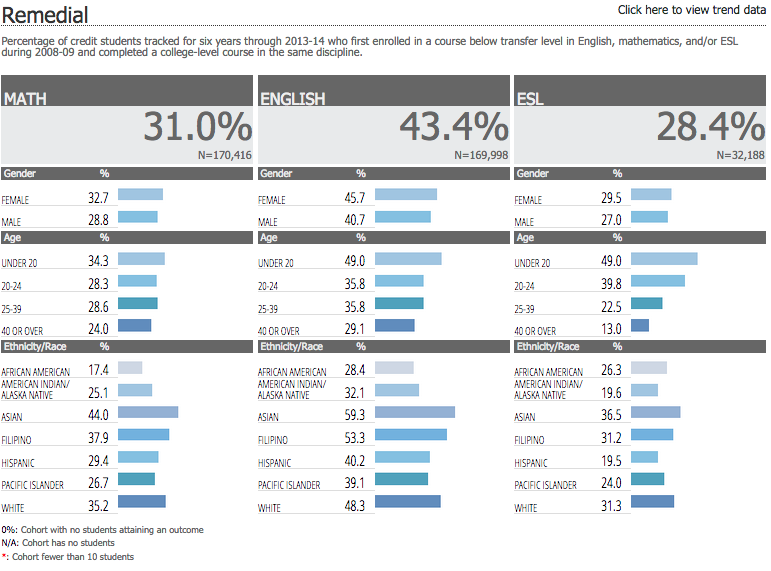 Remedial
Click here to view trend data
Percentage of credit students tracked for six years through 2013-14 who first enrolled in a course below transfer level in English, mathematics, and/or ESL
during 2008-09 and completed a college-level course in the same discipline.
MATH
31.0%
N=170,416
Gender %
FEMALE 32.7
MALE 28.8
Age %
UNDER 20 34.3
20-24 28.3
25-39 28.6
40 OR OVER 24.0
Ethnicity/Race %
AFRICAN AMERICAN 17.4
AMERICAN INDIAN/
ALASKA NATIVE 25.1
ASIAN 44.0
FILIPINO 37.9
HISPANIC 29.4
PACIFIC ISLANDER 26.7
WHITE 35.2
ENGLISH
43.4%
N=169,998
Gender %
FEMALE 45.7
MALE 40.7
Age %
UNDER 20 49.0
20-24 35.8
25-39 35.8
40 OR OVER 29.1
Ethnicity/Race %
AFRICAN AMERICAN 28.4
AMERICAN INDIAN/
ALASKA NATIVE 32.1
ASIAN 59.3
FILIPINO 53.3
HISPANIC 40.2
PACIFIC ISLANDER 39.1
WHITE 48.3
ESL
28.4%
N=32,188
Gender %
FEMALE 29.5
MALE 27.0
Age %
UNDER 20 49.0
20-24 39.8
25-39 22.5
40 OR OVER 13.0
Ethnicity/Race %
AFRICAN AMERICAN 26.3
AMERICAN INDIAN/
ALASKA NATIVE 19.6
ASIAN 36.5
FILIPINO 31.2
HISPANIC 19.5
PACIFIC ISLANDER 24.0
WHITE 31.3
0%: Cohort with no students attaining an outcome
N/A: Cohort has no students
*: Cohort fewer than 10 students